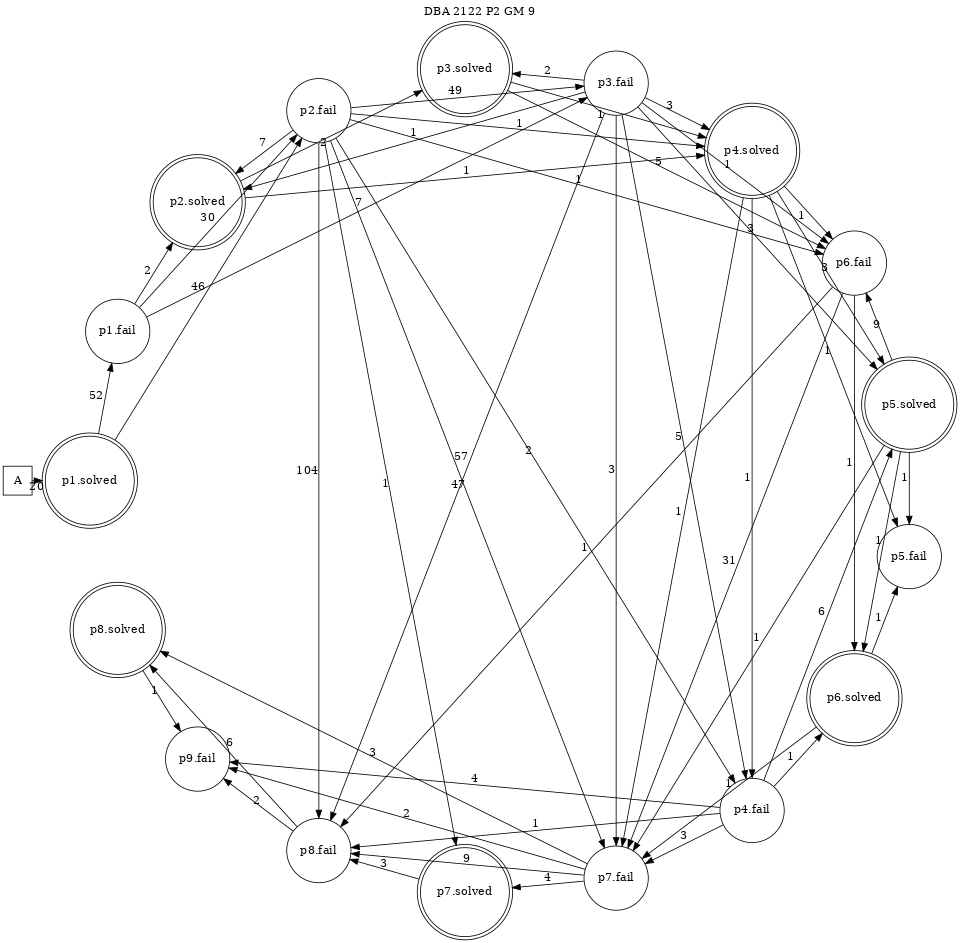 DBA 2122 P2 GM 9
p3.solved
p3.fail
2
49
p2.fail
3
1
1
p4.solved
7
2
1
5
1
1
p2.solved
1
7
1
30
3
1
p6.fail
3
2
46
p1.fail
9
1
52
p5.solved
5
2
57
3
1
104
A
20
p1.solved
47
1
1
1
1
1
p5.fail
31
1
6
1
p8.solved
1
1
p6.solved
6
3
1
p9.fail
4
1
2
2
p4.fail
1
3
p8.fail
3
9
4
p7.fail
p7.solved